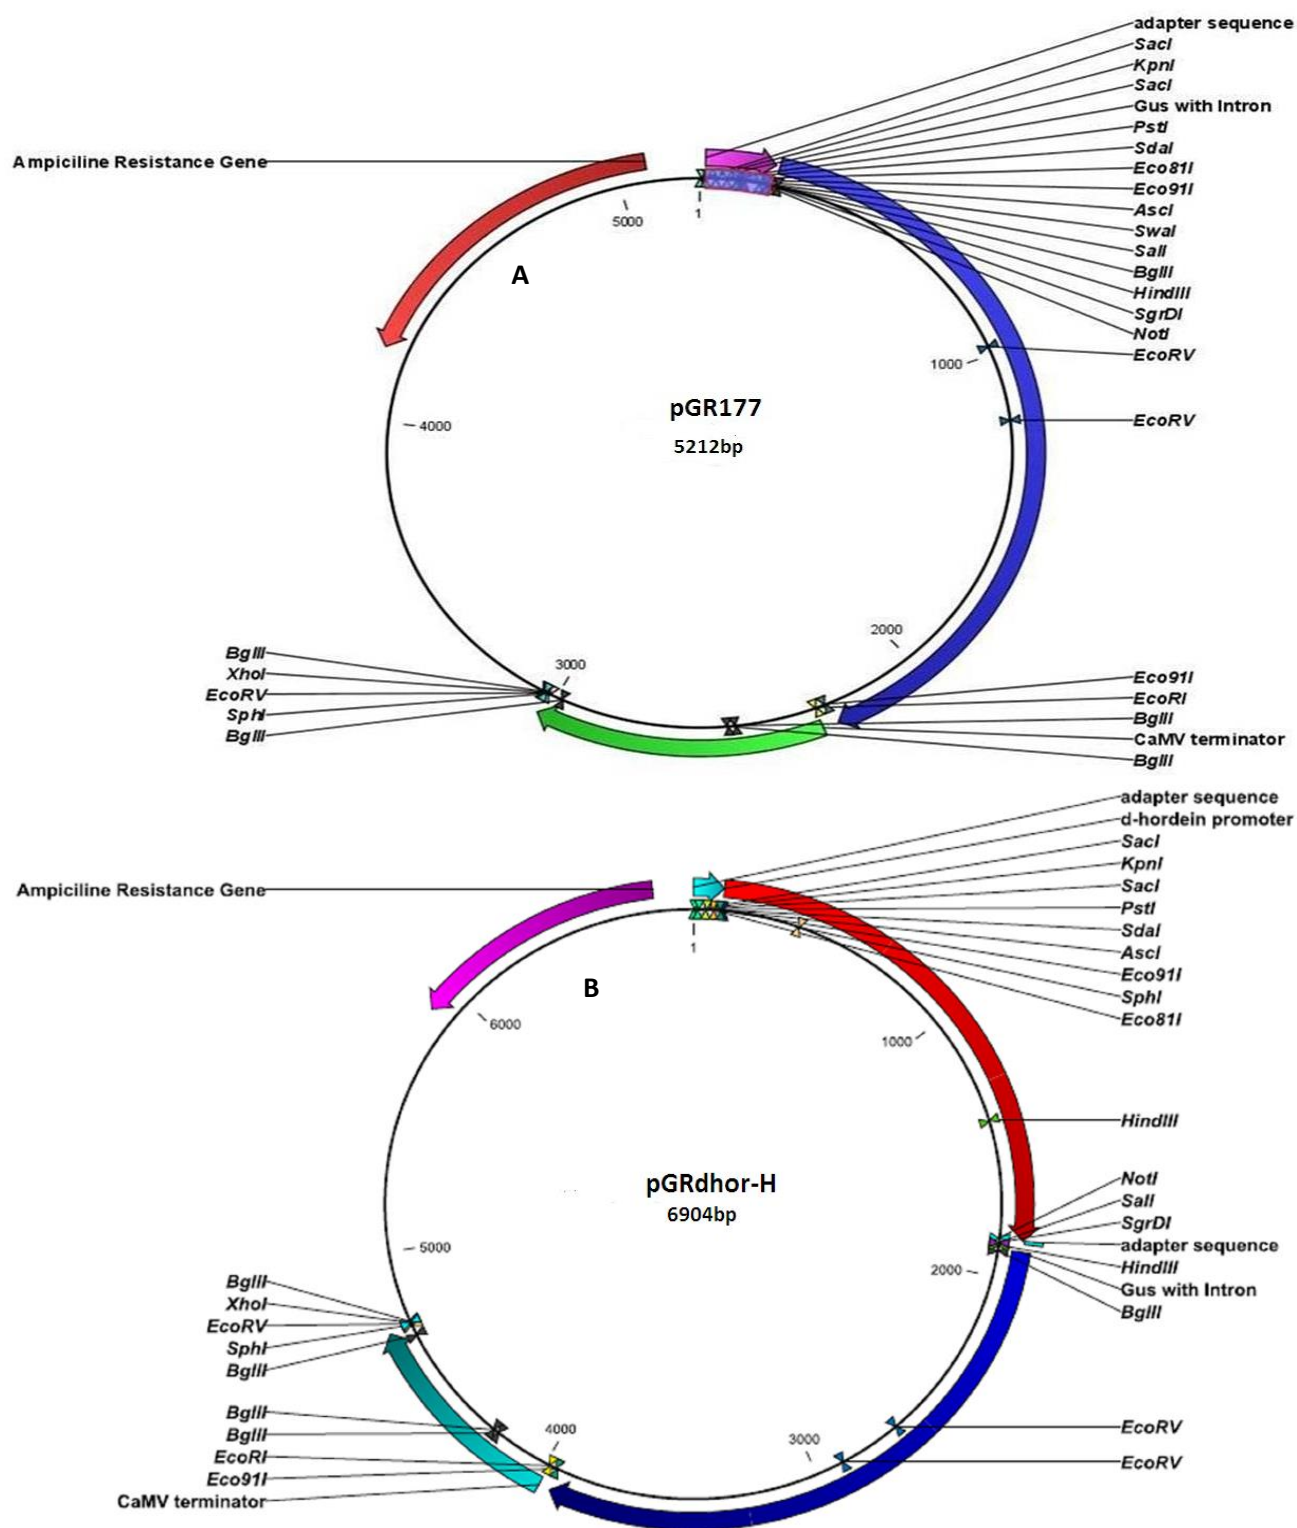 adapter sequence
SacI
KpnI
SacI
Gus with Intron
PstI
Ampiciline Resistance Gene
SdaI
Eco81I
Eco91I
AscI
SwaI
SalI
BglII
HindIII
SgrDI
NotI
EcoRV
EcoRV
5000
1
A
1000
4000
pGR177
5212bp
2000
3000
BglII
XhoI
EcoRV
SphI
BglII
Eco91I
EcoRI
BglII
CaMV terminator
BglII
adapter sequence
d-hordein promoter
SacI
KpnI
SacI
Ampiciline Resistance Gene
PstI
SdaI
AscI
Eco91I
SphI
Eco81I
1
B
6000
1000
HindIII
pGRdhor-H
6904bp
NotI
SalI
SgrDI
adapter sequence
HindIII
Gus with Intron
BglII
5000
2000
BglII
XhoI
EcoRV
SphI
BglII
BglII
BglII
EcoRI
Eco91I
CaMV terminator
4000
3000
EcoRV
EcoRV